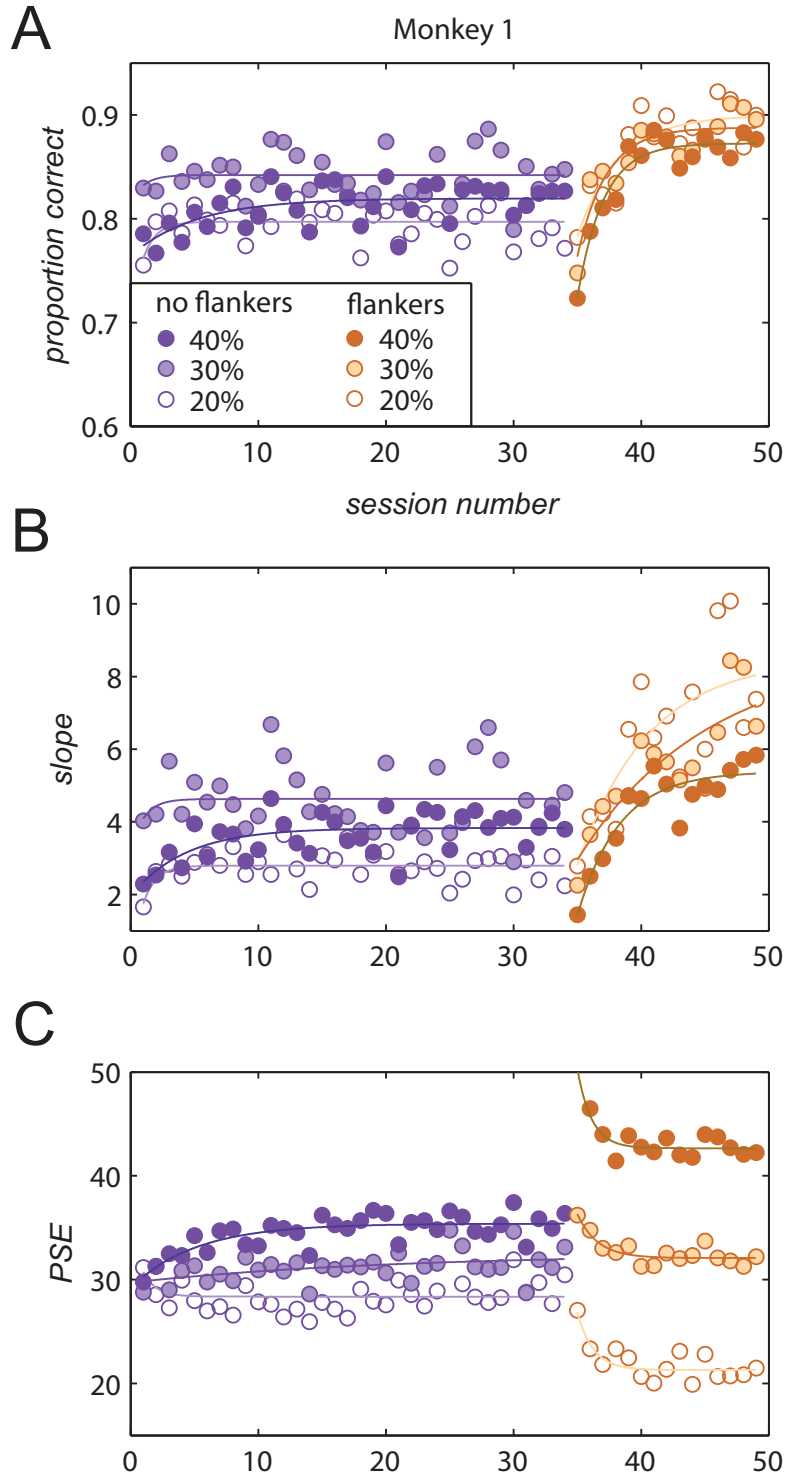 A
Monkey 1
proportion correct
0.9
0.8
0.7
0.6
no flankers flankers
40% 40%
30% 30%
20% 20%
0 10 20 30 40 50
session number
B
slope
10
8
6
4
2
0 10 20 30 40 50
C
PSE
50
40
30
20
0 10 20 30 40 50